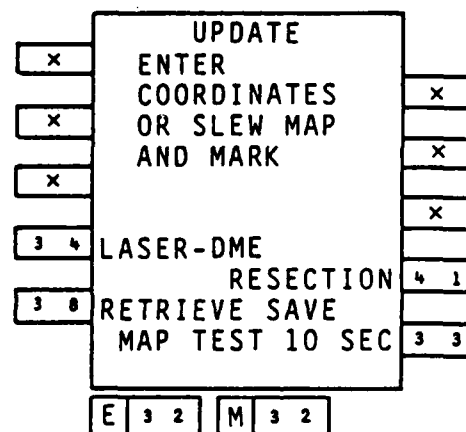 UPDATE
× ENTER
COORDINATES ×
× OR SLEW MAP
AND MARK ×
×
×
3 4 LASER-DME
RESECTION 4 1
3 8 RETRIEVE SAVE
MAP TEST 10 SEC 3 3
E 3 2 M 3 2